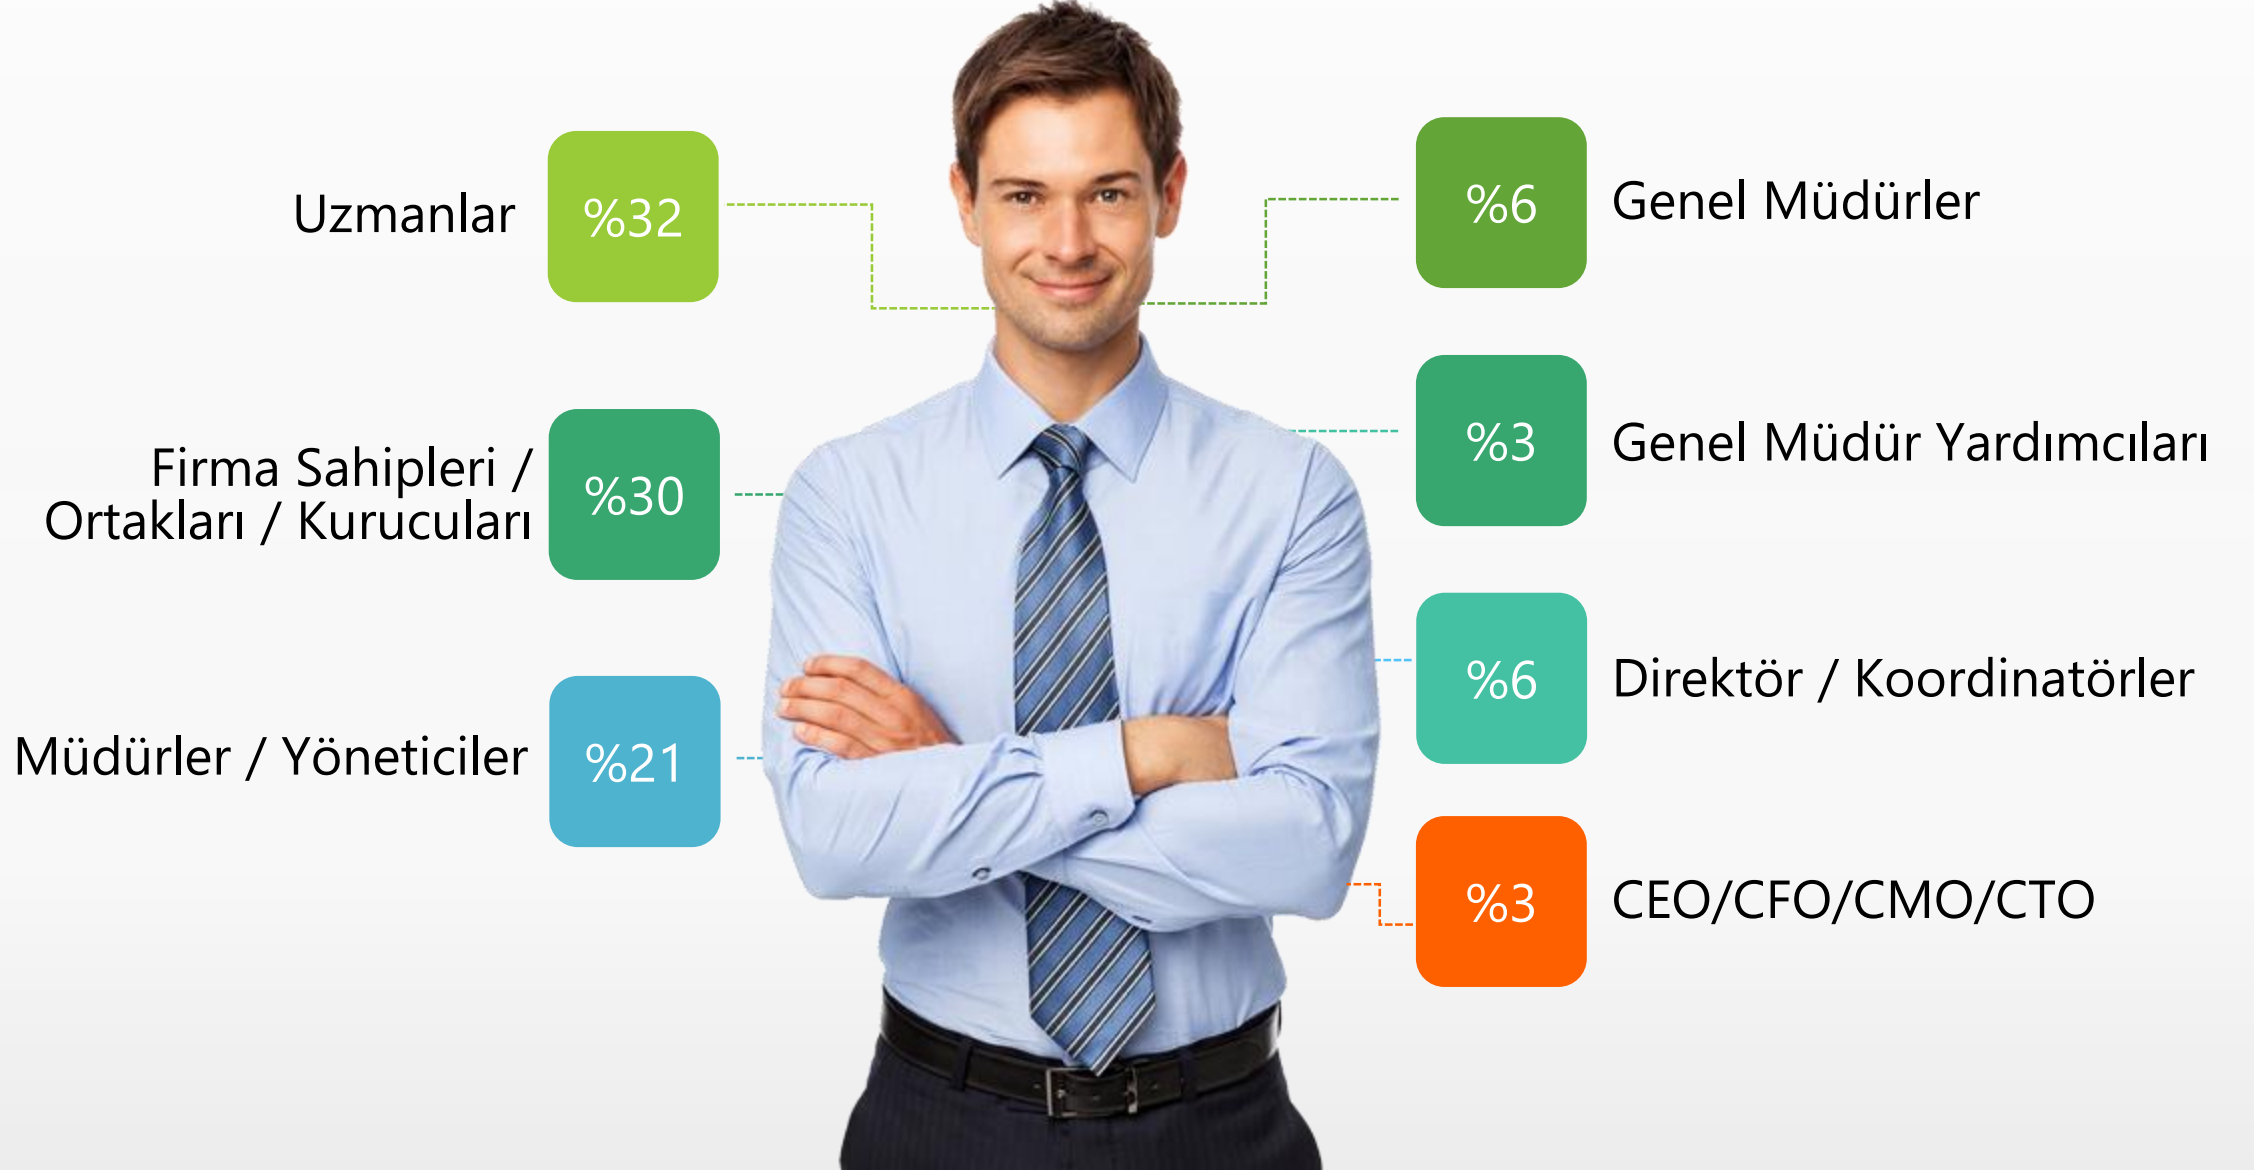 Uzmanlar
%32
Firma Sahipleri /
Ortakları / Kurucuları
%30
Müdürler / Yöneticiler
%21
%6
Genel Müdürler
%3
Genel Müdür Yardımcıları
%6
Direktör / Koordinatörler
%3
CEO/CFO/CMO/CTO